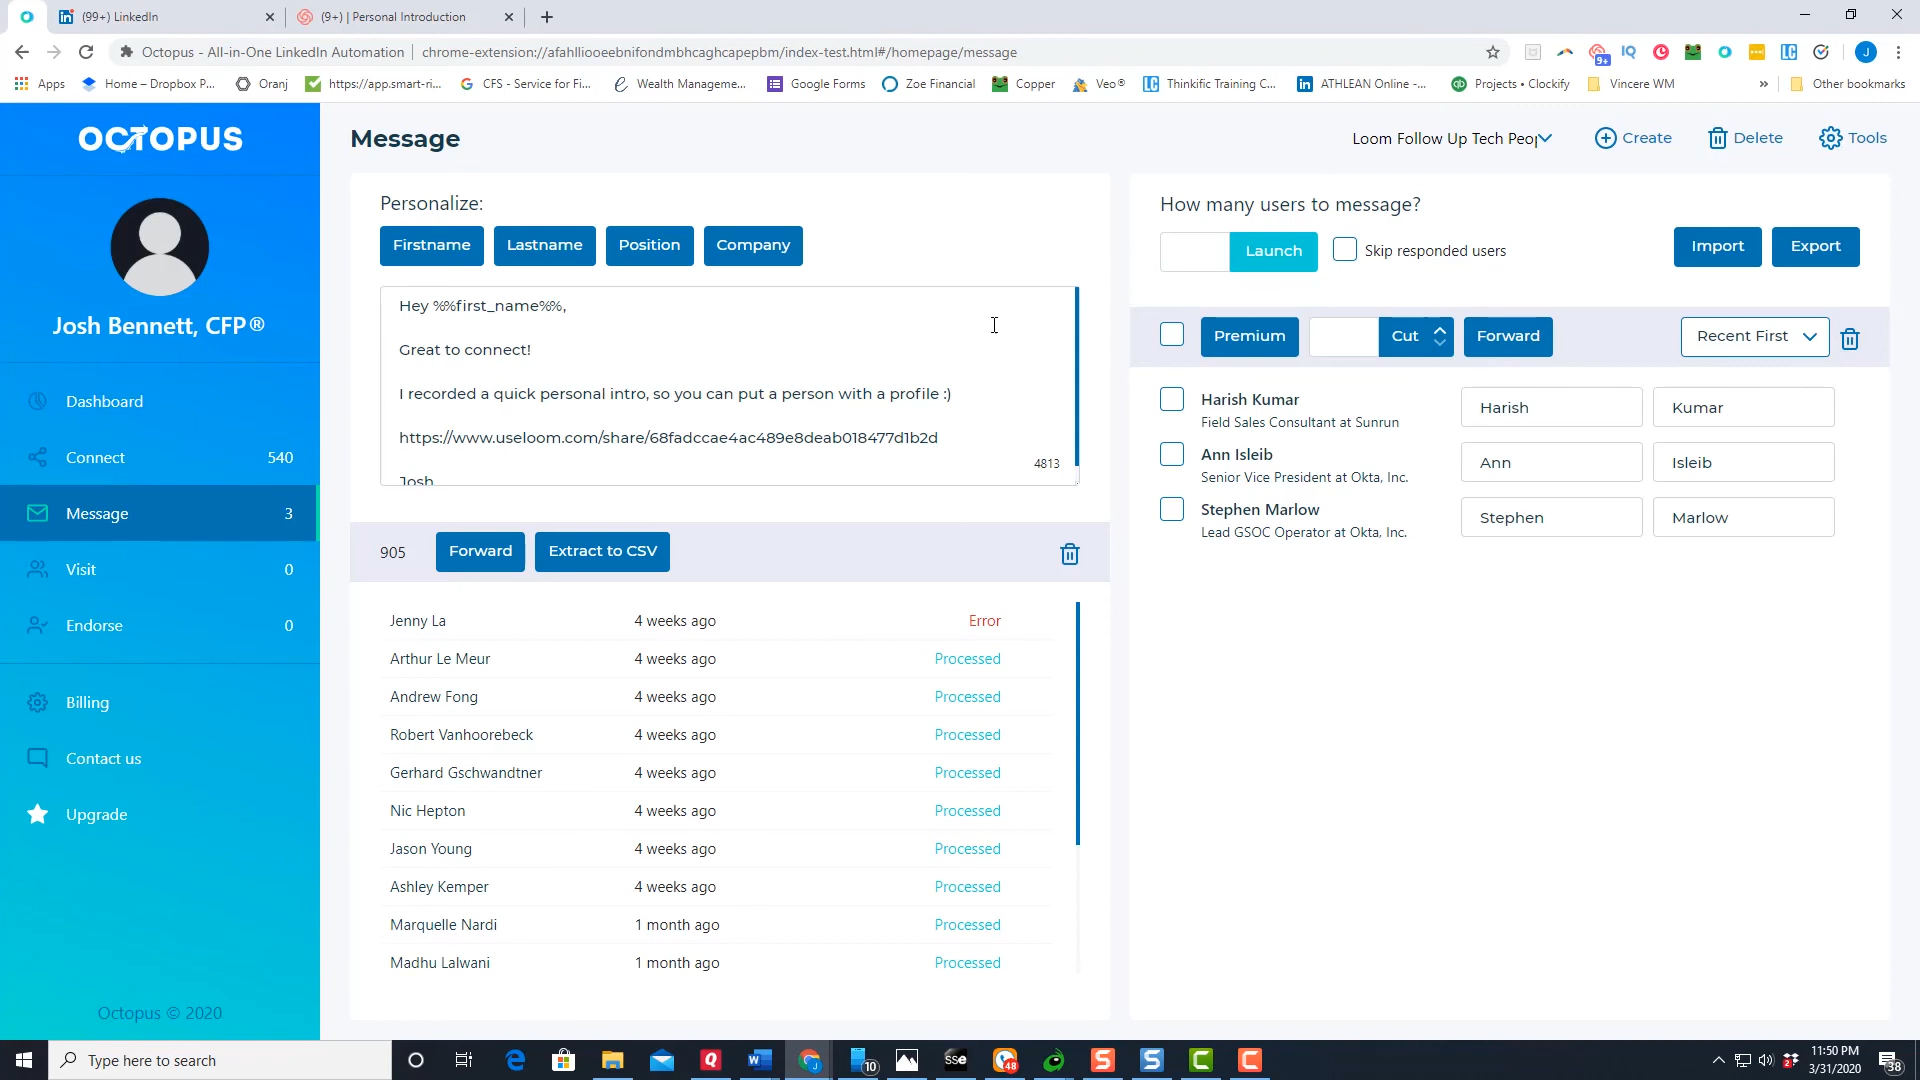 (99+) LinkedIn
(9+) | Personal Introduction
Octopus - All-in-One LinkedIn Automation | chrome-extension://afahlliooeebnifondmbhcaghcapepbm/index-test.html#/homepage/message
9+
J
Apps
Home – Dropbox P...
Oranj
https://app.smart-ri...
CFS - Service for Fi...
Wealth Manageme...
Google Forms
Zoe Financial
Copper
Veo®
Thinkific Training C...
ATHLEAN Online -...
Projects • Clockify
Vincere WM
»
Other bookmarks
OCTOPUS
Josh Bennett, CFP®
Dashboard
Connect 540
Message 3
Visit 0
Endorse 0
Billing
Contact us
Upgrade
Octopus © 2020
Message
Loom Follow Up Tech Peop
Create
Delete
Tools
Personalize:
Firstname Lastname Position Company
Hey %%first_name%%,
Great to connect!
I recorded a quick personal intro, so you can put a person with a profile :)
https://www.useloom.com/share/68fadccae4ac489e8deab018477d1b2d
4813
Josh
905 Forward Extract to CSV
Jenny La 4 weeks ago Error
Arthur Le Meur 4 weeks ago Processed
Andrew Fong 4 weeks ago Processed
Robert Vanhoorebeck 4 weeks ago Processed
Gerhard Gschwandtner 4 weeks ago Processed
Nic Hepton 4 weeks ago Processed
Jason Young 4 weeks ago Processed
Ashley Kemper 4 weeks ago Processed
Marquelle Nardi 1 month ago Processed
Madhu Lalwani 1 month ago Processed
How many users to message?
Launch Skip responded users Import Export
Premium Cut Forward Recent First
Harish Kumar
Field Sales Consultant at Sunrun
Harish Kumar
Ann Isleib
Senior Vice President at Okta, Inc.
Ann Isleib
Stephen Marlow
Lead GSOC Operator at Okta, Inc.
Stephen Marlow
Type here to search
10
sse
48
11:50 PM
3/31/2020
38